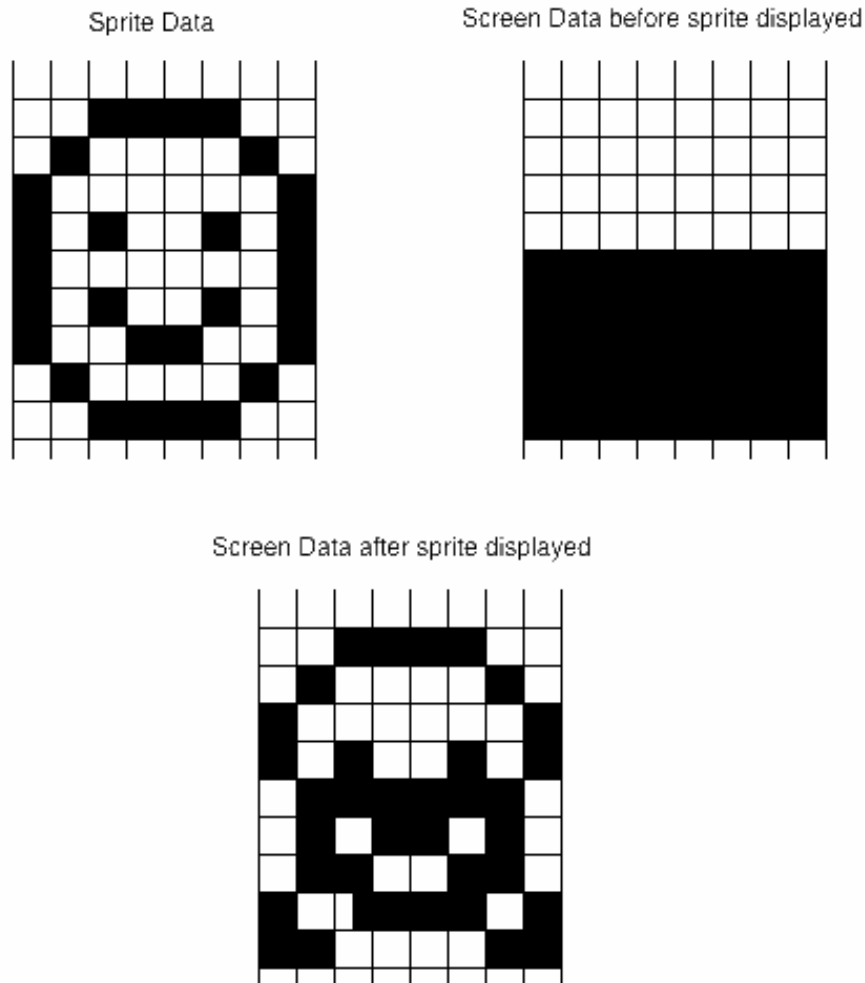 Sprite Data
Screen Data before sprite displayed
Screen Data after sprite displayed